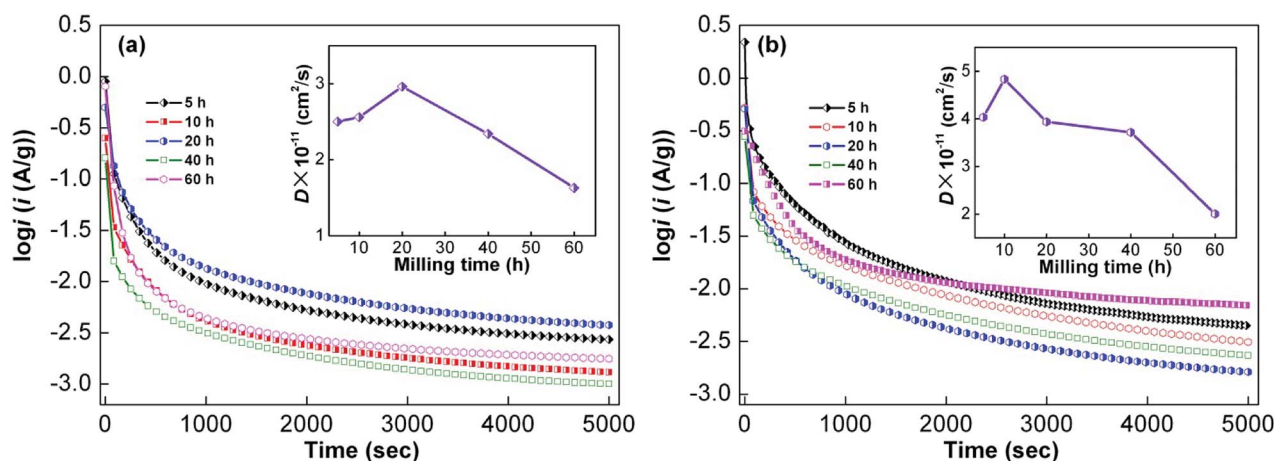 (a)
0.0
-0.5
-1.0
-1.5
-2.0
-2.5
-3.0
logi (i (A/g))
0 1000 2000 3000 4000 5000
Time (sec)
5 h
10 h
20 h
40 h
60 h
3
2
1
D×10⁻¹¹ (cm²/s)
10 20 30 40 50 60
Milling time (h)
(b)
0.5
0.0
-0.5
-1.0
-1.5
-2.0
-2.5
-3.0
logi (i (A/g))
0 1000 2000 3000 4000 5000
Time (sec)
5 h
10 h
20 h
40 h
60 h
5
4
3
2
D×10⁻¹¹ (cm²/s)
10 20 30 40 50 60
Milling time (h)